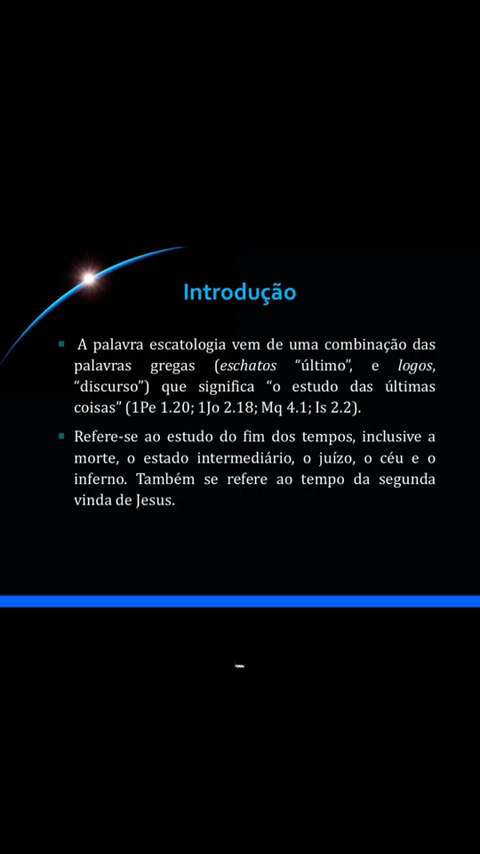 Introdução
A palavra escatologia vem de uma combinação das
palavras gregas (eschatos “último”, e logos,
“discurso”) que significa “o estudo das últimas
coisas” (1Pe 1.20; 1Jo 2.18; Mq 4.1; Is 2.2).
Refere-se ao estudo do fim dos tempos, inclusive a
morte, o estado intermediário, o juízo, o céu e o
inferno. Também se refere ao tempo da segunda
vinda de Jesus.